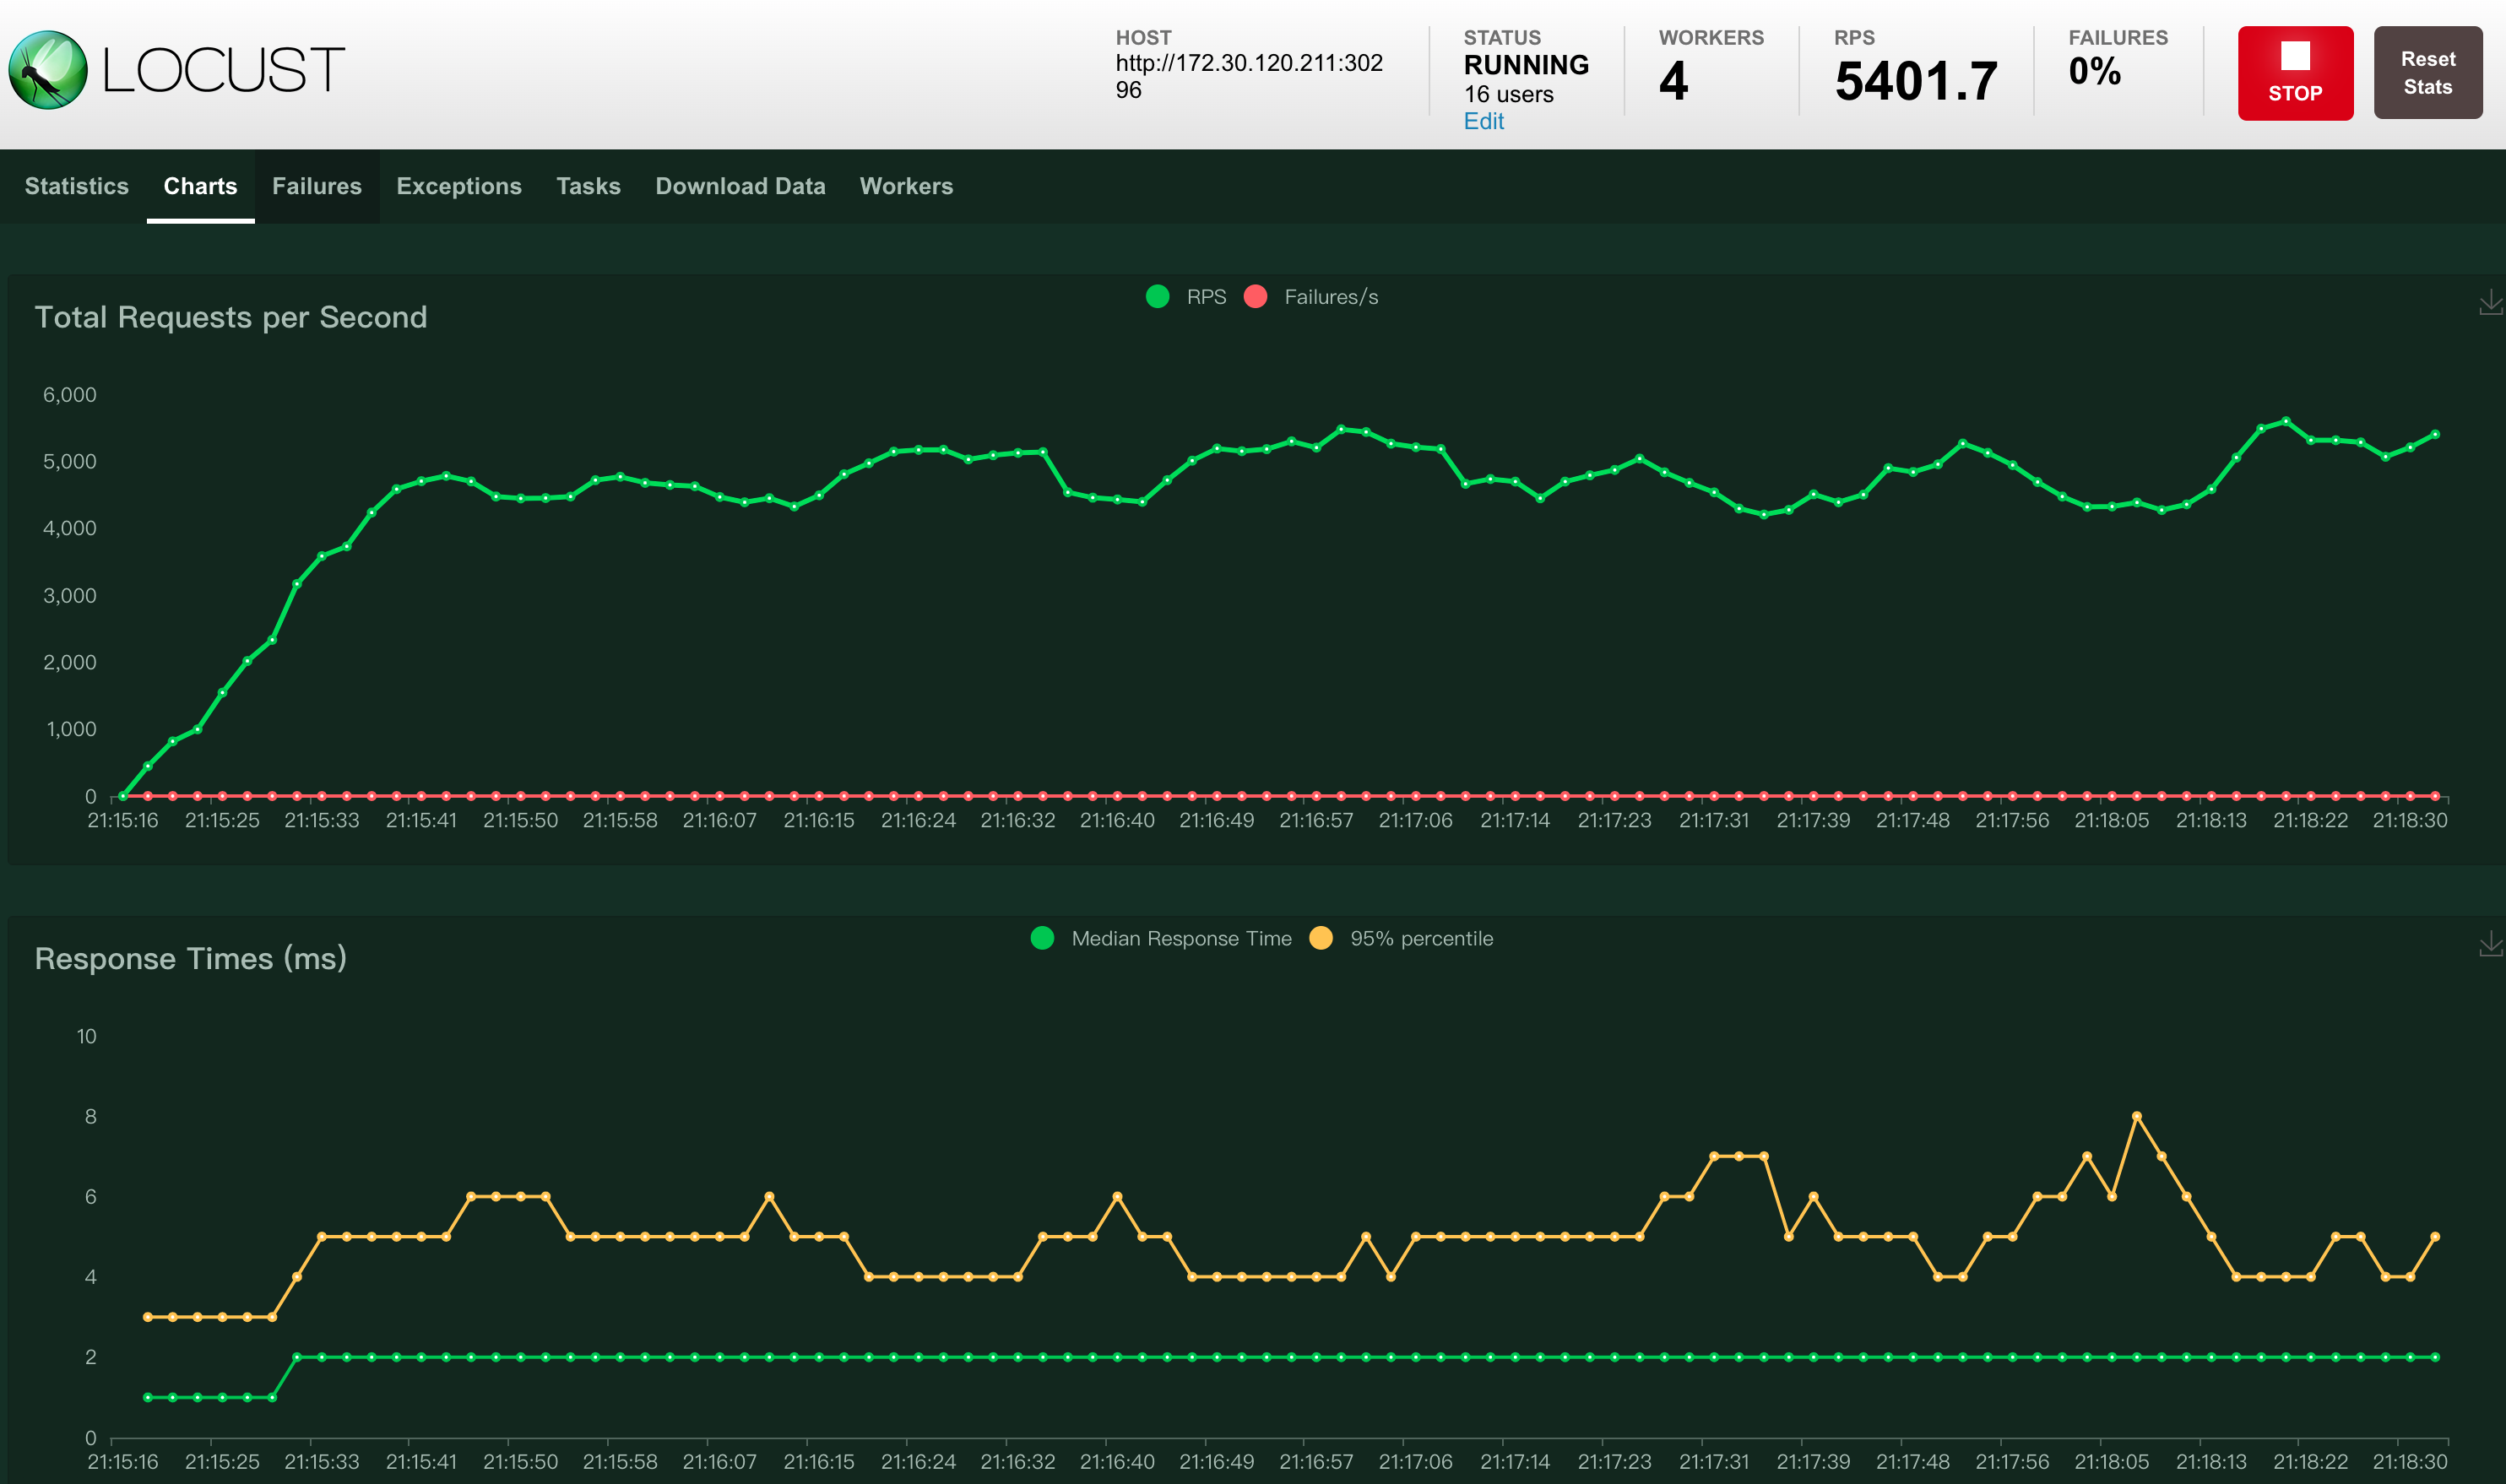 LOCUST
HOST
http://172.30.120.211:302
96
STATUS
RUNNING
16 users
Edit
WORKERS
4
RPS
5401.7
FAILURES
0%
STOP
Reset
Stats
Statistics Charts Failures Exceptions Tasks Download Data Workers
Total Requests per Second
RPS Failures/s
6,000
5,000
4,000
3,000
2,000
1,000
0
21:15:16 21:15:25 21:15:33 21:15:41 21:15:50 21:15:58 21:16:07 21:16:15 21:16:24 21:16:32 21:16:40 21:16:49 21:16:57 21:17:06 21:17:14 21:17:23 21:17:31 21:17:39 21:17:48 21:17:56 21:18:05 21:18:13 21:18:22 21:18:30
Response Times (ms)
Median Response Time 95% percentile
10
8
6
4
2
0
21:15:16 21:15:25 21:15:33 21:15:41 21:15:50 21:15:58 21:16:07 21:16:15 21:16:24 21:16:32 21:16:40 21:16:49 21:16:57 21:17:06 21:17:14 21:17:23 21:17:31 21:17:39 21:17:48 21:17:56 21:18:05 21:18:13 21:18:22 21:18:30